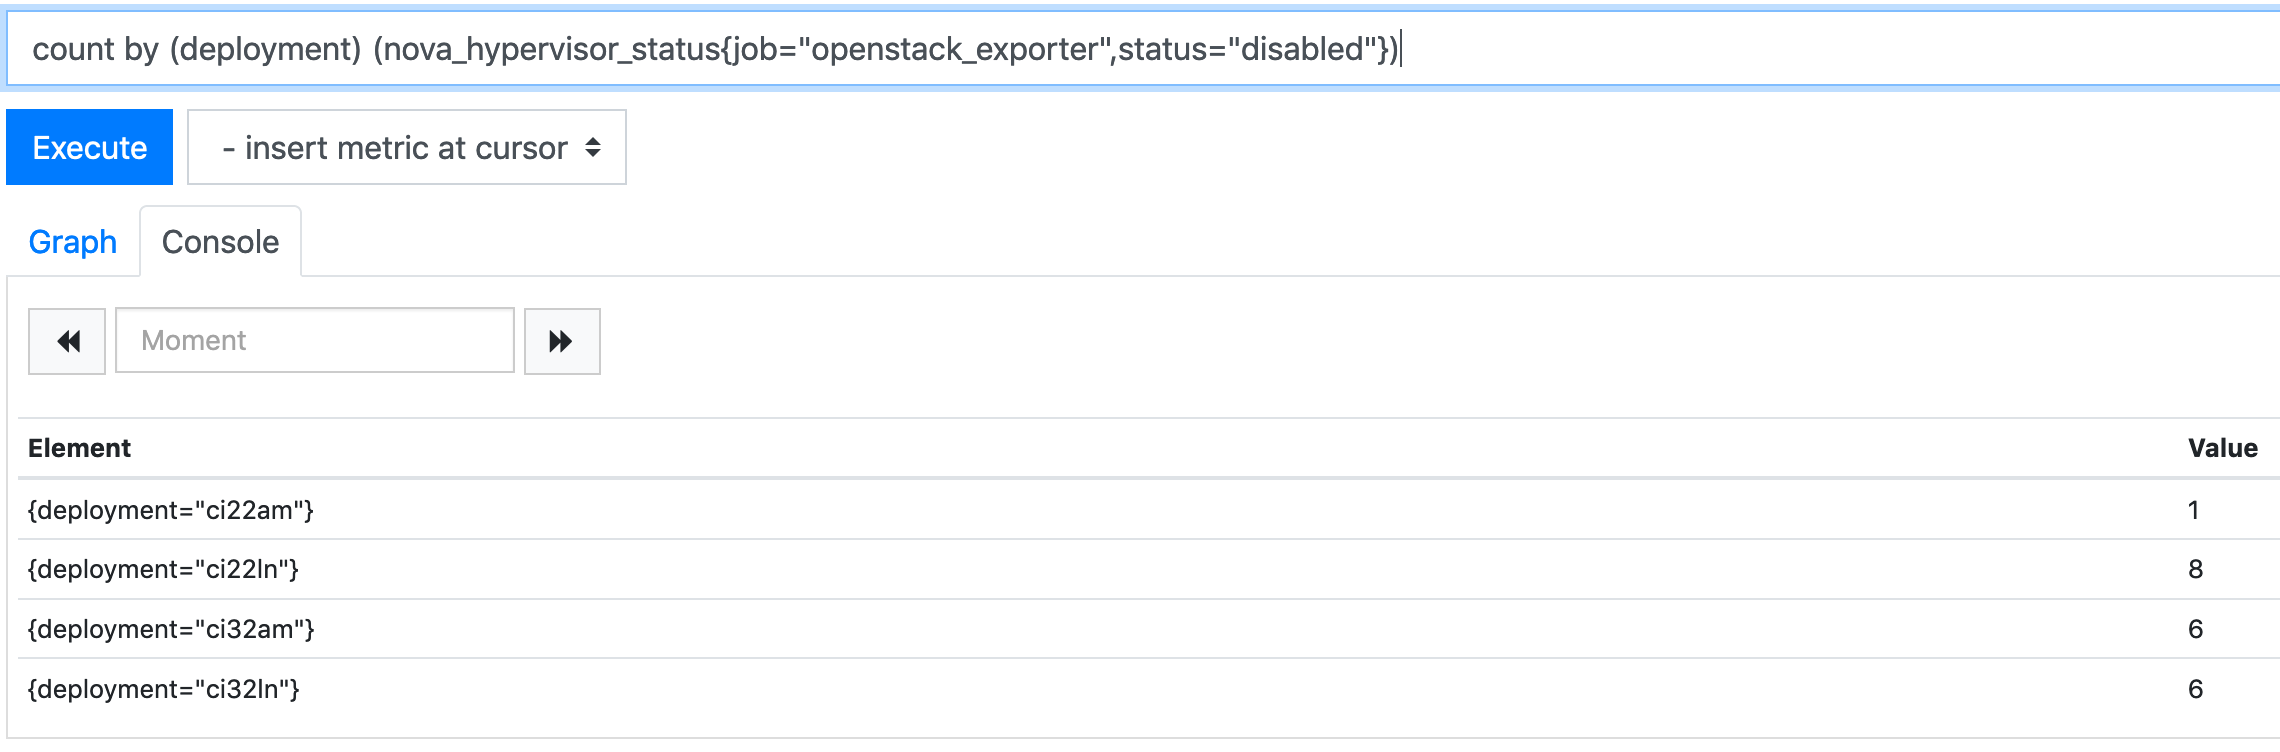 count by (deployment) (nova_hypervisor_status{job="openstack_exporter",status="disabled"})
Execute
- insert metric at cursor
Graph
Console
Moment
Element Value
{deployment="ci22am"} 1
{deployment="ci22ln"} 8
{deployment="ci32am"} 6
{deployment="ci32ln"} 6